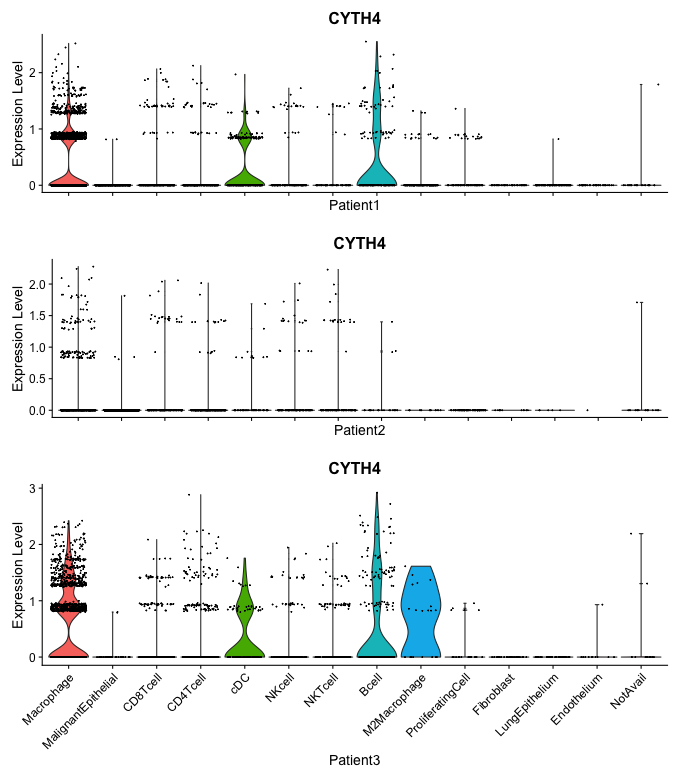 CYTH4
Expression Level
2
1
0
Patient1
CYTH4
Expression Level
2.0
1.5
1.0
0.5
0.0
Patient2
CYTH4
Expression Level
3
2
1
0
Macrophage
MalignantEpithelial
CD8Tcell
CD4Tcell
cDC
NKcell
NKTcell
Bcell
M2Macrophage
ProliferatingCell
Fibroblast
LungEpithelium
Endothelium
NotAvail
Patient3